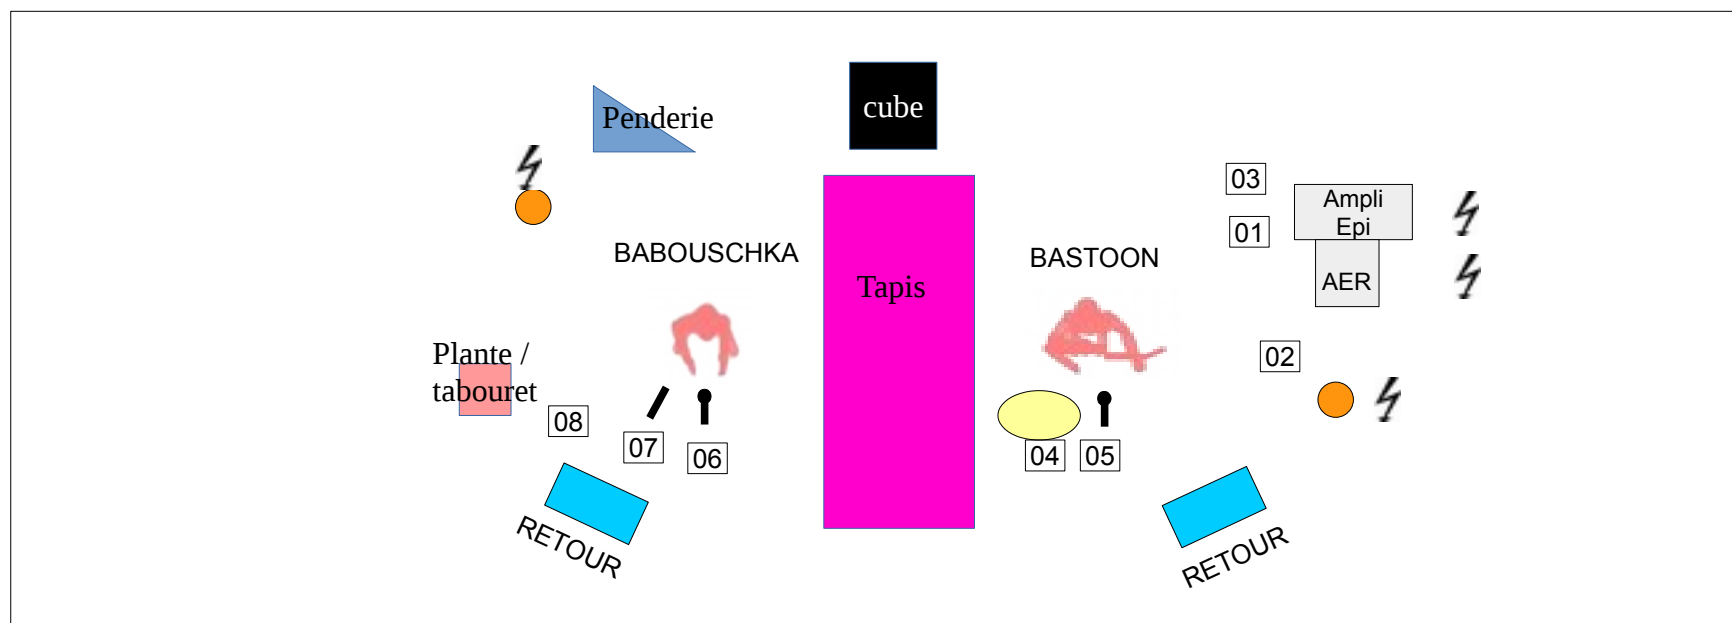 cube
Penderie
03
Ampli
Epi
01
BABOUSCHKA
BASTOON
Tapis
AER
Plante /
tabouret
02
08
07
06
04
05
RETOUR
RETOUR